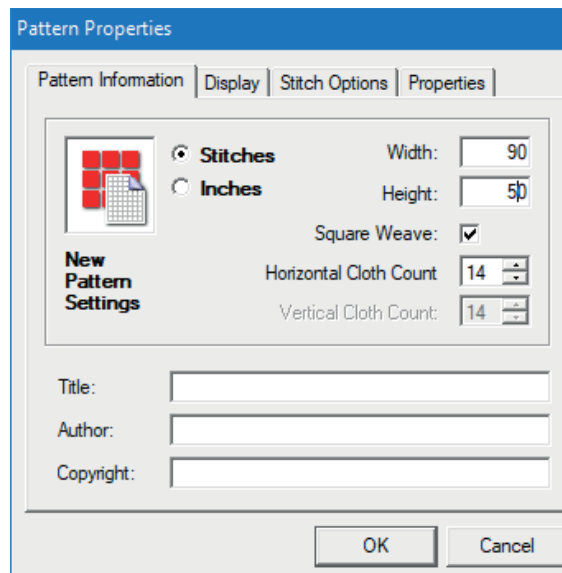 Pattern Properties
Pattern Information Display Stitch Options Properties
Stitches Width: 90
Inches Height: 50
Square Weave:
New
Pattern
Settings
Horizontal Cloth Count 14
Vertical Cloth Count: 14
Title:
Author:
Copyright:
OK Cancel